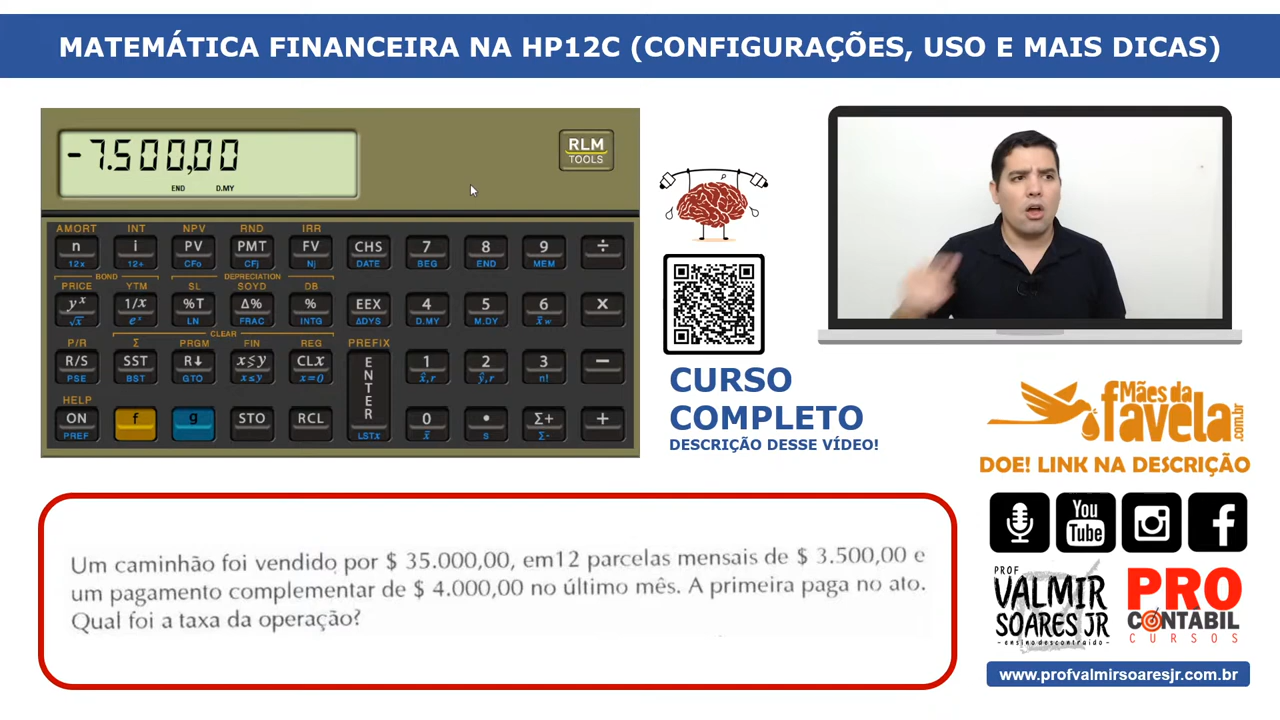 MATEMÁTICA FINANCEIRA NA HP12C (CONFIGURAÇÕES, USO E MAIS DICAS)
-7.500,00
END D.MY
RLM
TOOLS
AMORT INT NPV RND IRR
n i PV PMT FV CHS 7 8 9 ÷
12x 12÷ CFo CFj Nj DATE BEG END MEM
BOND DEPRECIATION
PRICE YTM SL SOYD DB
yx 1/x %T Δ% % EEX 4 5 6 X
√x ex LN FRAC INTG ΔDYS D.MY M.DY x̄w
CLEAR
P/R Σ PRGM FIN REG PREFIX
R/S SST R↓ x≶y CLx ENTER 1 2 3 −
PSE BST GTO x≤y x=0 x̂,r ŷ,r n!
HELP
ON f g STO RCL 0 • Σ+ +
PREF LSTx x̄ s Σ-
CURSO
COMPLETO
DESCRIÇÃO DESSE VÍDEO!
Mães da
favela.com.br
DOE! LINK NA DESCRIÇÃO
You
Tube
f
PROF
VALMIR
SOARES JR
-ensinodescontraído-
PRO
CONTÁBIL
CURSOS
www.profvalmirsoaresjr.com.br
Um caminhão foi vendido por $ 35.000,00, em12 parcelas mensais de $ 3.500,00 e
um pagamento complementar de $ 4.000,00 no último mês. A primeira paga no ato.
Qual foi a taxa da operação?